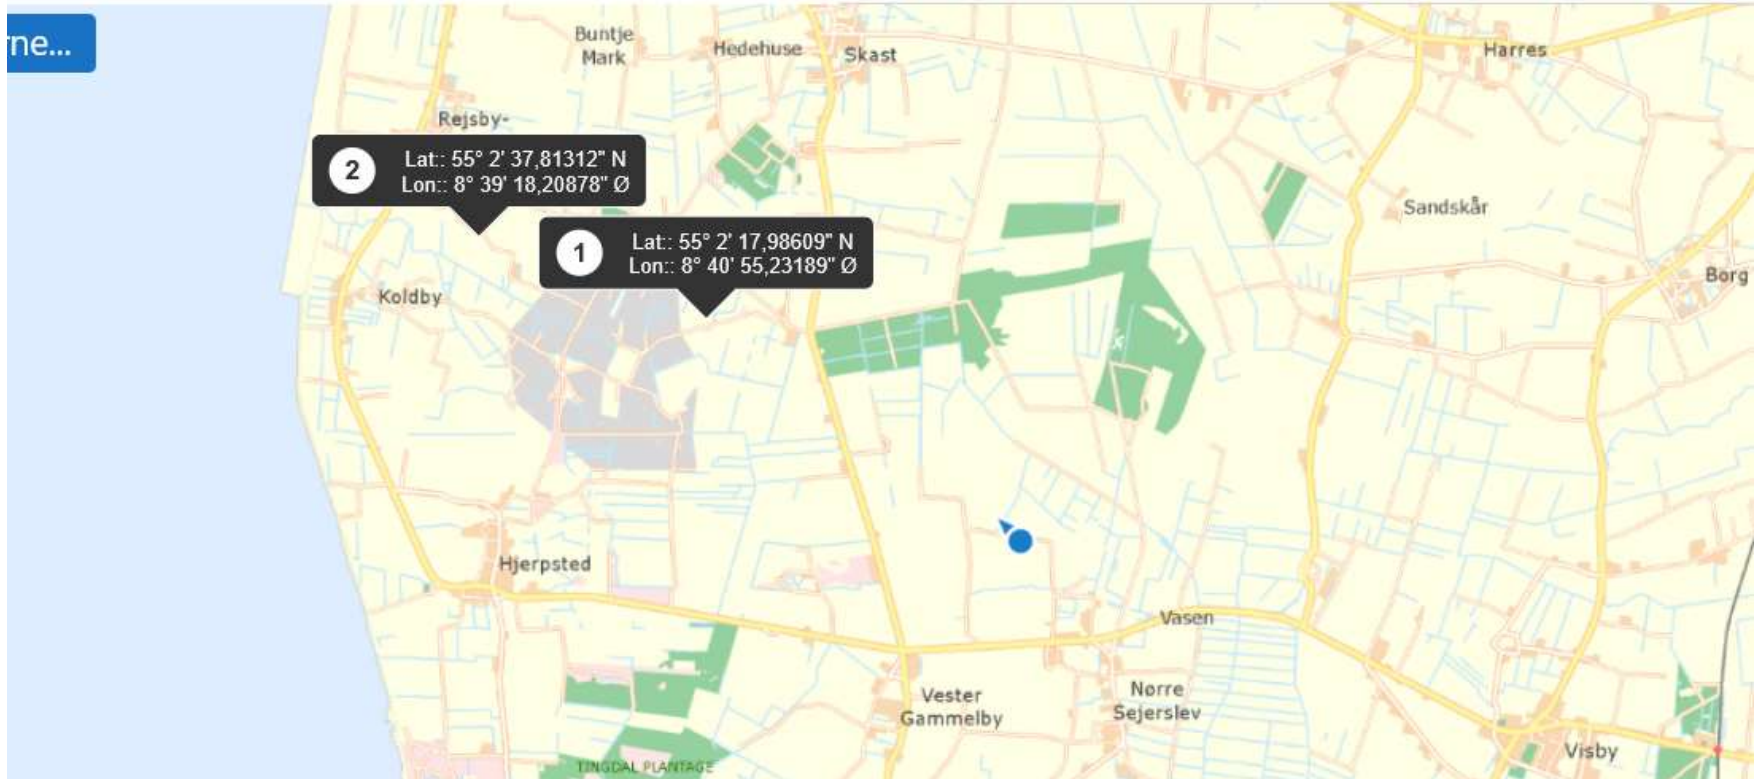 rne...
Buntje
Mark
Hedehuse
Skast
Harres
Rejsby-
2
Lat:: 55° 2' 37,81312" N
Lon:: 8° 39' 18,20878" Ø
Sandskår
1
Lat:: 55° 2' 17,98609" N
Lon:: 8° 40' 55,23189" Ø
Borg
Koldby
Hjerpsted
Vasen
Vester
Gammelby
Nørre
Sejerslev
Visby
TINGDAL PLANTAGE